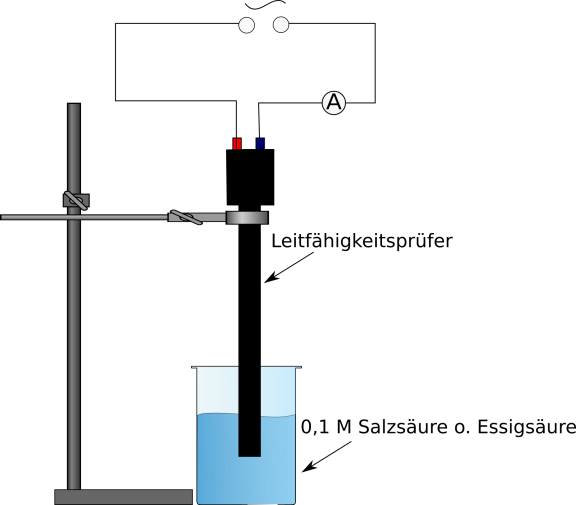 A
Leitfähigkeitsprüfer
0,1 M Salzsäure o. Essigsäure